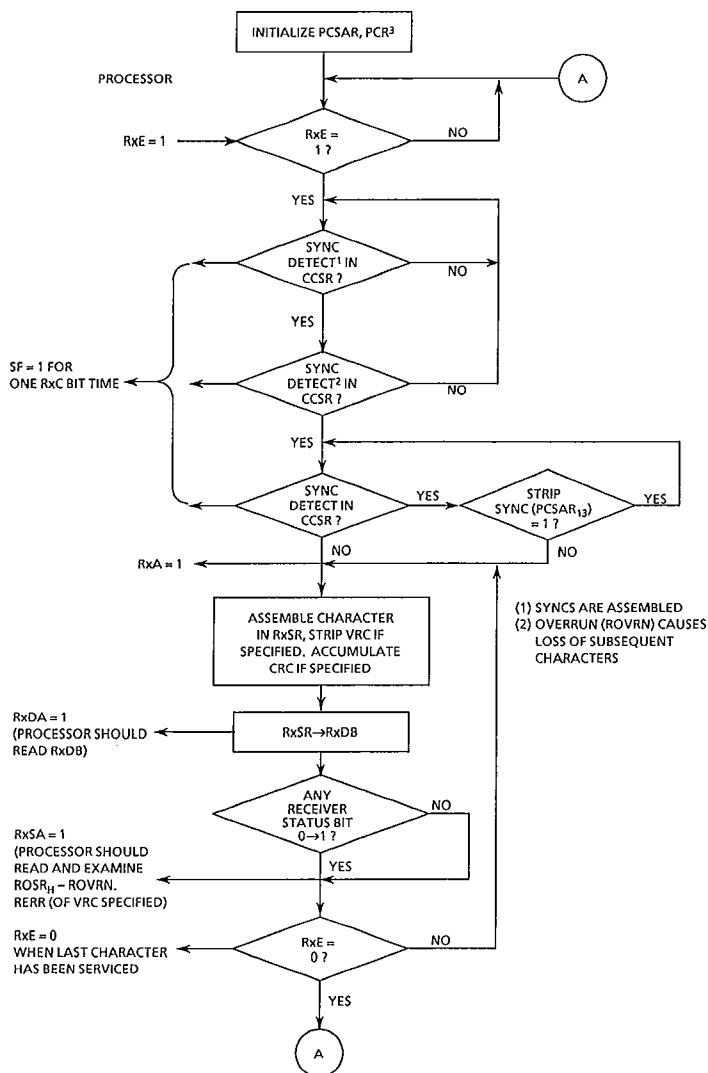 INITIALIZE PCSAR, PCR³
PROCESSOR
A
RxE = 1
RxE =
1 ?
NO
YES
SYNC
DETECT¹ IN
CCSR ?
NO
YES
SF = 1 FOR
ONE RxC BIT TIME
SYNC
DETECT² IN
CCSR ?
NO
YES
SYNC
DETECT IN
CCSR ?
YES
STRIP
SYNC (PCSAR₁₃)
= 1 ?
YES
NO
NO
RxA = 1
ASSEMBLE CHARACTER
IN RxSR, STRIP VRC IF
SPECIFIED. ACCUMULATE
CRC IF SPECIFIED
(1) SYNCS ARE ASSEMBLED
(2) OVERRUN (ROVRN) CAUSES
LOSS OF SUBSEQUENT
CHARACTERS
RxDA = 1
(PROCESSOR SHOULD
READ RxDB)
RxSR→RxDB
ANY
RECEIVER
STATUS BIT
0→1 ?
NO
YES
RxSA = 1
(PROCESSOR SHOULD
READ AND EXAMINE
ROSR_H – ROVRN.
RERR (OF VRC SPECIFIED)
RxE = 0
WHEN LAST CHARACTER
HAS BEEN SERVICED
RxE =
0 ?
NO
YES
A